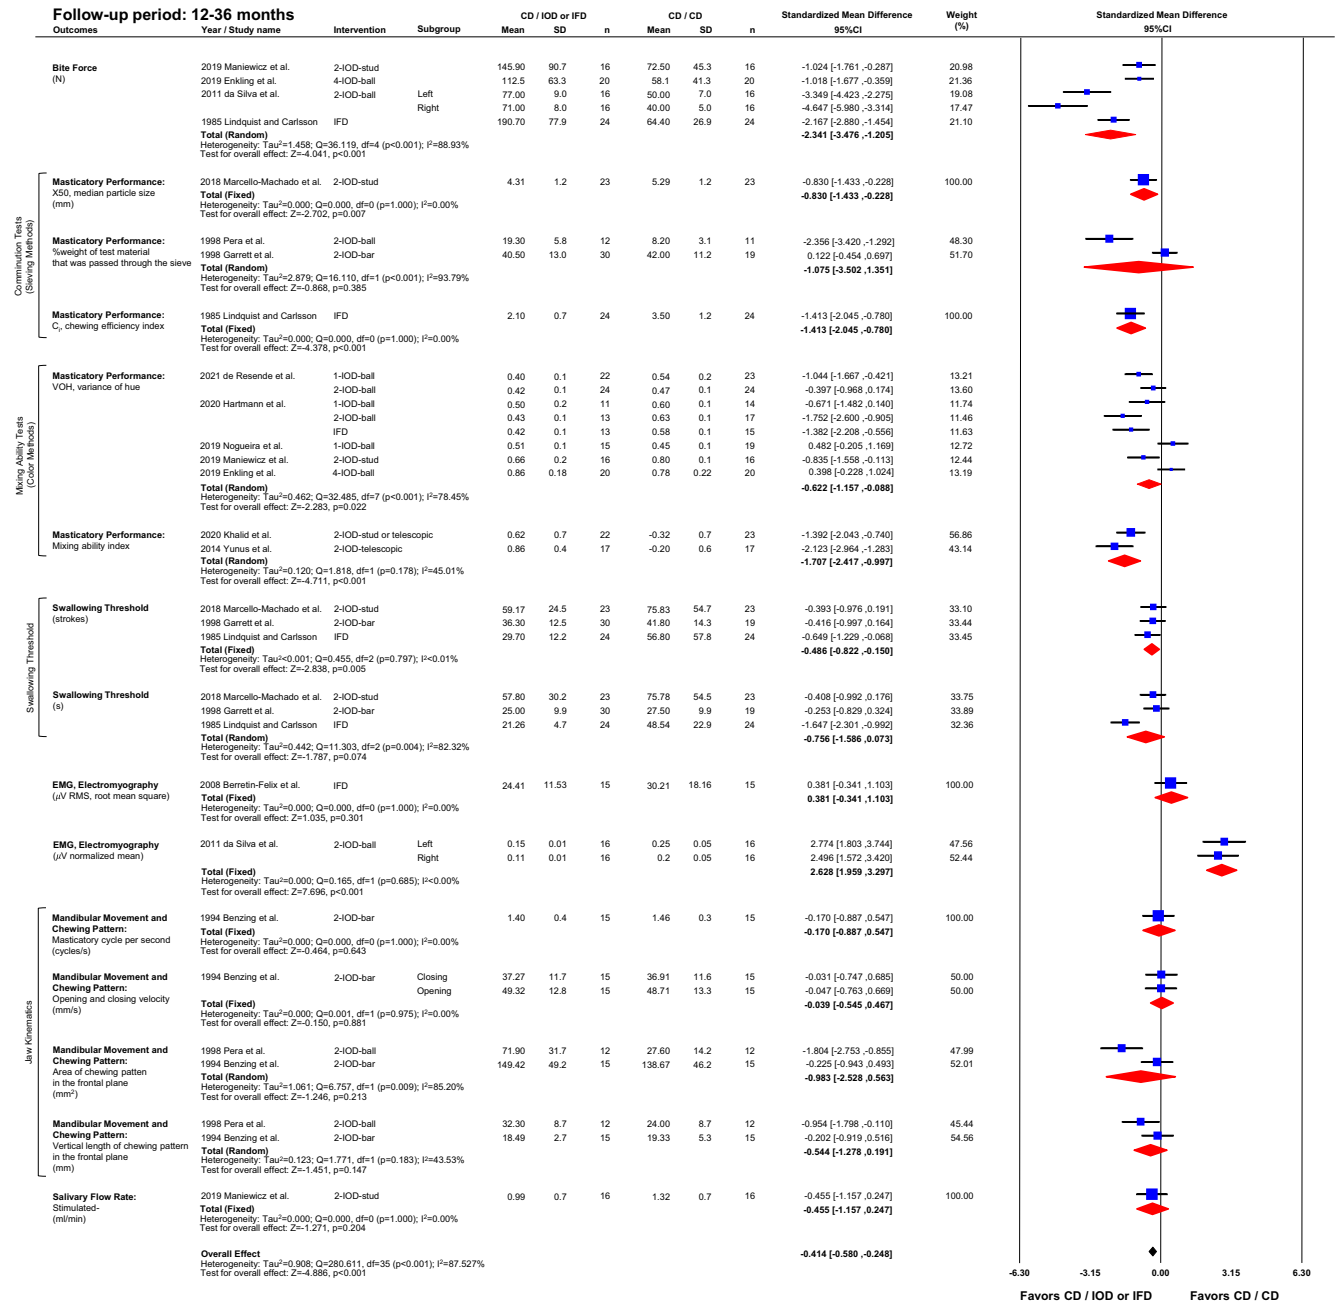 Follow-up period: 12-36 months
CD / IOD or IFD CD / CD Standardized Mean Difference Weight Standardized Mean Difference
Outcomes Year / Study name Intervention Subgroup Mean SD n Mean SD n 95%CI (%) 95%CI
Bite Force 2019 Maniewicz et al. 2-IOD-stud 145.90 90.7 16 72.50 45.3 16 -1.024 [-1.761 ,-0.287] 20.98
(N) 2019 Enkling et al. 4-IOD-ball 112.5 63.3 20 58.1 41.3 20 -1.018 [-1.677 ,-0.359] 21.36
2011 da Silva et al. 2-IOD-ball Left 77.00 9.0 16 50.00 7.0 16 -3.349 [-4.423 ,-2.275] 19.08
Right 71.00 8.0 16 40.00 5.0 16 -4.647 [-5.980 ,-3.314] 17.47
1985 Lindquist and Carlsson IFD 190.70 77.9 24 64.40 26.9 24 -2.167 [-2.880 ,-1.454] 21.10
Total (Random) -2.341 [-3.476 ,-1.205]
Heterogeneity: Tau²=1.458; Q=36.119, df=4 (p<0.001); I²=88.93%
Test for overall effect: Z=-4.041, p<0.001
Comminution Tests
(Sieving Methods)
Masticatory Performance: 2018 Marcello-Machado et al. 2-IOD-stud 4.31 1.2 23 5.29 1.2 23 -0.830 [-1.433 ,-0.228] 100.00
X50, median particle size Total (Fixed) -0.830 [-1.433 ,-0.228]
(mm) Heterogeneity: Tau²=0.000; Q=0.000, df=0 (p=1.000); I²=0.00%
Test for overall effect: Z=-2.702, p=0.007
Masticatory Performance: 1998 Pera et al. 2-IOD-ball 19.30 5.8 12 8.20 3.1 11 -2.356 [-3.420 ,-1.292] 48.30
%weight of test material 1998 Garrett et al. 2-IOD-bar 40.50 13.0 30 42.00 11.2 19 0.122 [-0.454 ,0.697] 51.70
that was passed through the sieve Total (Random) -1.075 [-3.502 ,1.351]
Heterogeneity: Tau²=2.879; Q=16.110, df=1 (p<0.001); I²=93.79%
Test for overall effect: Z=-0.868, p=0.385
Masticatory Performance: 1985 Lindquist and Carlsson IFD 2.10 0.7 24 3.50 1.2 24 -1.413 [-2.045 ,-0.780] 100.00
Cᵢ, chewing efficiency index Total (Fixed) -1.413 [-2.045 ,-0.780]
Heterogeneity: Tau²=0.000; Q=0.000, df=0 (p=1.000); I²=0.00%
Test for overall effect: Z=-4.378, p<0.001
Mixing Ability Tests
(Color Methods)
Masticatory Performance: 2021 de Resende et al. 1-IOD-ball 0.40 0.1 22 0.54 0.2 23 -1.044 [-1.667 ,-0.421] 13.21
VOH, variance of hue 2-IOD-ball 0.42 0.1 24 0.47 0.1 24 -0.397 [-0.968 ,0.174] 13.60
2020 Hartmann et al. 1-IOD-ball 0.50 0.2 11 0.60 0.1 14 -0.671 [-1.482 ,0.140] 11.74
2-IOD-ball 0.43 0.1 13 0.63 0.1 17 -1.752 [-2.600 ,-0.905] 11.46
IFD 0.42 0.1 13 0.58 0.1 15 -1.382 [-2.208 ,-0.556] 11.63
2019 Nogueira et al. 1-IOD-ball 0.51 0.1 15 0.45 0.1 19 0.482 [-0.205 ,1.169] 12.72
2019 Maniewicz et al. 2-IOD-stud 0.66 0.2 16 0.80 0.1 16 -0.835 [-1.558 ,-0.113] 12.44
2019 Enkling et al. 4-IOD-ball 0.86 0.18 20 0.78 0.22 20 0.398 [-0.228 ,1.024] 13.19
Total (Random) -0.622 [-1.157 ,-0.088]
Heterogeneity: Tau²=0.462; Q=32.485, df=7 (p<0.001); I²=78.45%
Test for overall effect: Z=-2.283, p=0.022
Masticatory Performance: 2020 Khalid et al. 2-IOD-stud or telescopic 0.62 0.7 22 -0.32 0.7 23 -1.392 [-2.043 ,-0.740] 56.86
Mixing ability index 2014 Yunus et al. 2-IOD-telescopic 0.86 0.4 17 -0.20 0.6 17 -2.123 [-2.964 ,-1.283] 43.14
Total (Random) -1.707 [-2.417 ,-0.997]
Heterogeneity: Tau²=0.120; Q=1.818, df=1 (p=0.178); I²=45.01%
Test for overall effect: Z=-4.711, p<0.001
Swallowing Threshold
Swallowing Threshold 2018 Marcello-Machado et al. 2-IOD-stud 59.17 24.5 23 75.83 54.7 23 -0.393 [-0.976 ,0.191] 33.10
(strokes) 1998 Garrett et al. 2-IOD-bar 36.30 12.5 30 41.80 14.3 19 -0.416 [-0.997 ,0.164] 33.44
1985 Lindquist and Carlsson IFD 29.70 12.2 24 56.80 57.8 24 -0.649 [-1.229 ,-0.068] 33.45
Total (Fixed) -0.486 [-0.822 ,-0.150]
Heterogeneity: Tau²<0.001; Q=0.455, df=2 (p=0.797); I²<0.01%
Test for overall effect: Z=-2.838, p=0.005
Swallowing Threshold 2018 Marcello-Machado et al. 2-IOD-stud 57.80 30.2 23 75.78 54.5 23 -0.408 [-0.992 ,0.176] 33.75
(s) 1998 Garrett et al. 2-IOD-bar 25.00 9.9 30 27.50 9.9 19 -0.253 [-0.829 ,0.324] 33.89
1985 Lindquist and Carlsson IFD 21.26 4.7 24 48.54 22.9 24 -1.647 [-2.301 ,-0.992] 32.36
Total (Random) -0.756 [-1.586 ,0.073]
Heterogeneity: Tau²=0.442; Q=11.303, df=2 (p=0.004); I²=82.32%
Test for overall effect: Z=-1.787, p=0.074
EMG, Electromyography 2008 Berretin-Felix et al. IFD 24.41 11.53 15 30.21 18.16 15 0.381 [-0.341 ,1.103] 100.00
(μV RMS, root mean square) Total (Fixed) 0.381 [-0.341 ,1.103]
Heterogeneity: Tau²=0.000; Q=0.000, df=0 (p=1.000); I²=0.00%
Test for overall effect: Z=1.035, p=0.301
EMG, Electromyography 2011 da Silva et al. 2-IOD-ball Left 0.15 0.01 16 0.25 0.05 16 2.774 [1.803 ,3.744] 47.56
(μV normalized mean) Right 0.11 0.01 16 0.2 0.05 16 2.496 [1.572 ,3.420] 52.44
Total (Fixed) 2.628 [1.959 ,3.297]
Heterogeneity: Tau²=0.000; Q=0.165, df=1 (p=0.685); I²<0.00%
Test for overall effect: Z=7.696, p<0.001
Jaw Kinematics
Mandibular Movement and 1994 Benzing et al. 2-IOD-bar 1.40 0.4 15 1.46 0.3 15 -0.170 [-0.887 ,0.547] 100.00
Chewing Pattern: Total (Fixed) -0.170 [-0.887 ,0.547]
Masticatory cycle per second Heterogeneity: Tau²=0.000; Q=0.000, df=0 (p=1.000); I²=0.00%
(cycles/s) Test for overall effect: Z=-0.464, p=0.643
Mandibular Movement and 1994 Benzing et al. 2-IOD-bar Closing 37.27 11.7 15 36.91 11.6 15 -0.031 [-0.747 ,0.685] 50.00
Chewing Pattern: Opening 49.32 12.8 15 48.71 13.3 15 -0.047 [-0.763 ,0.669] 50.00
Opening and closing velocity Total (Fixed) -0.039 [-0.545 ,0.467]
(mm/s) Heterogeneity: Tau²=0.000; Q=0.001, df=1 (p=0.975); I²=0.00%
Test for overall effect: Z=-0.150, p=0.881
Mandibular Movement and 1998 Pera et al. 2-IOD-ball 71.90 31.7 12 27.60 14.2 12 -1.804 [-2.753 ,-0.855] 47.99
Chewing Pattern: 1994 Benzing et al. 2-IOD-bar 149.42 49.2 15 138.67 46.2 15 -0.225 [-0.943 ,0.493] 52.01
Area of chewing patten Total (Random) -0.983 [-2.528 ,0.563]
in the frontal plane Heterogeneity: Tau²=1.061; Q=6.757, df=1 (p=0.009); I²=85.20%
(mm²) Test for overall effect: Z=-1.246, p=0.213
Mandibular Movement and 1998 Pera et al. 2-IOD-ball 32.30 8.7 12 24.00 8.7 12 -0.954 [-1.798 ,-0.110] 45.44
Chewing Pattern: 1994 Benzing et al. 2-IOD-bar 18.49 2.7 15 19.33 5.3 15 -0.202 [-0.919 ,0.516] 54.56
Vertical length of chewing pattern Total (Random) -0.544 [-1.278 ,0.191]
in the frontal plane Heterogeneity: Tau²=0.123; Q=1.771, df=1 (p=0.183); I²=43.53%
(mm) Test for overall effect: Z=-1.451, p=0.147
Salivary Flow Rate: 2019 Maniewicz et al. 2-IOD-stud 0.99 0.7 16 1.32 0.7 16 -0.455 [-1.157 ,0.247] 100.00
Stimulated- Total (Fixed) -0.455 [-1.157 ,0.247]
(ml/min) Heterogeneity: Tau²=0.000; Q=0.000, df=0 (p=1.000); I²=0.00%
Test for overall effect: Z=-1.271, p=0.204
Overall Effect -0.414 [-0.580 ,-0.248]
Heterogeneity: Tau²=0.908; Q=280.611, df=35 (p<0.001); I²=87.527%
Test for overall effect: Z=-4.886, p<0.001
-6.30 -3.15 0.00 3.15 6.30
Favors CD / IOD or IFD Favors CD / CD